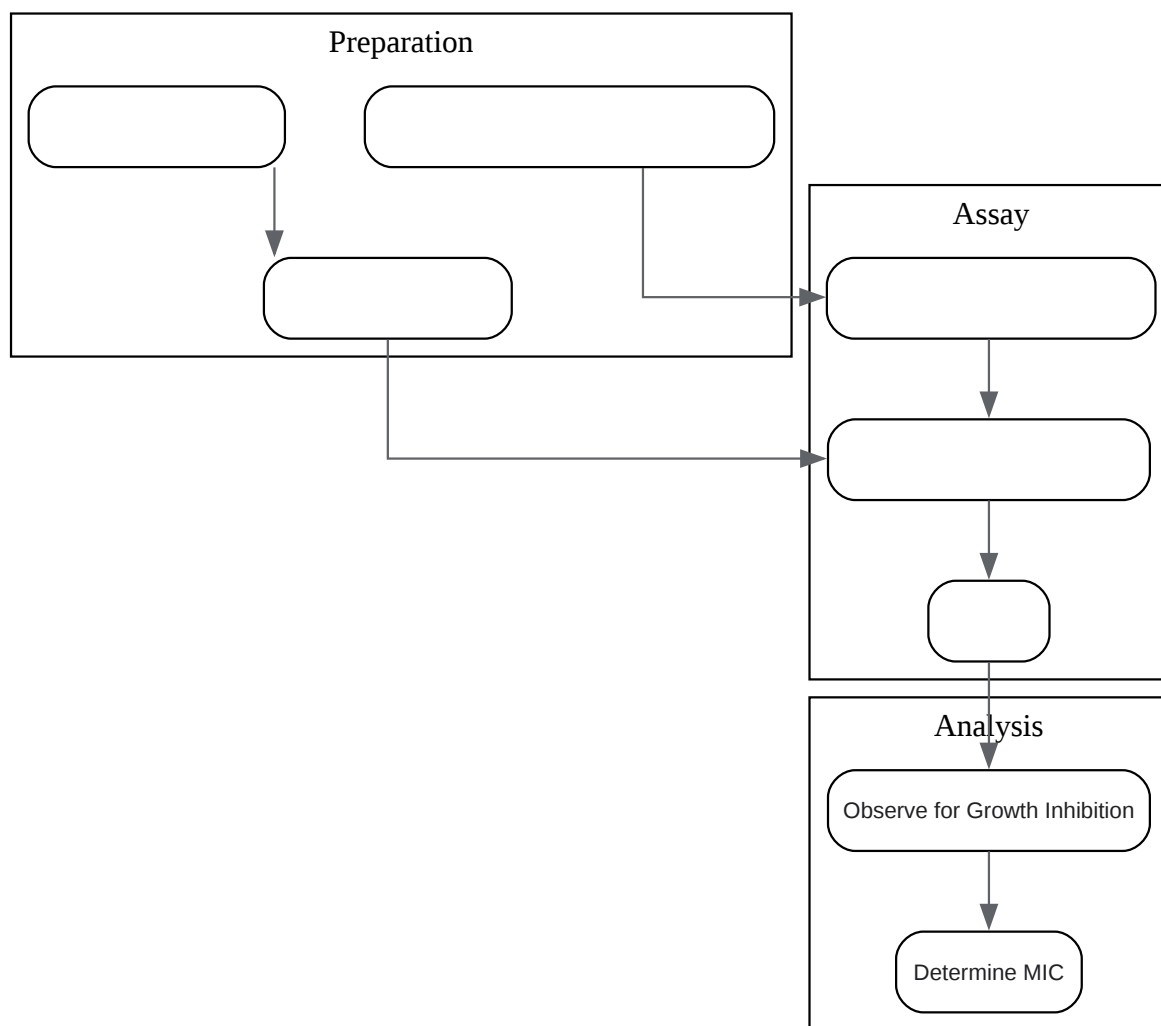 Preparation
Assay
Analysis
Observe for Growth Inhibition
Determine MIC